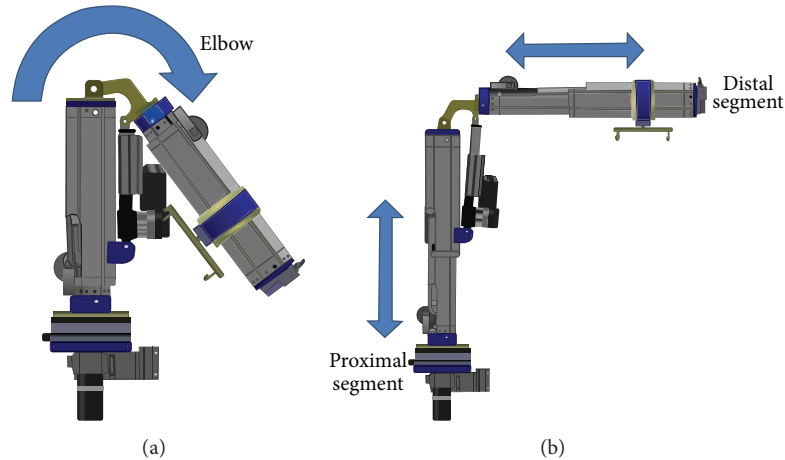 Elbow
Distal
segment
Proximal
segment
(a)
(b)